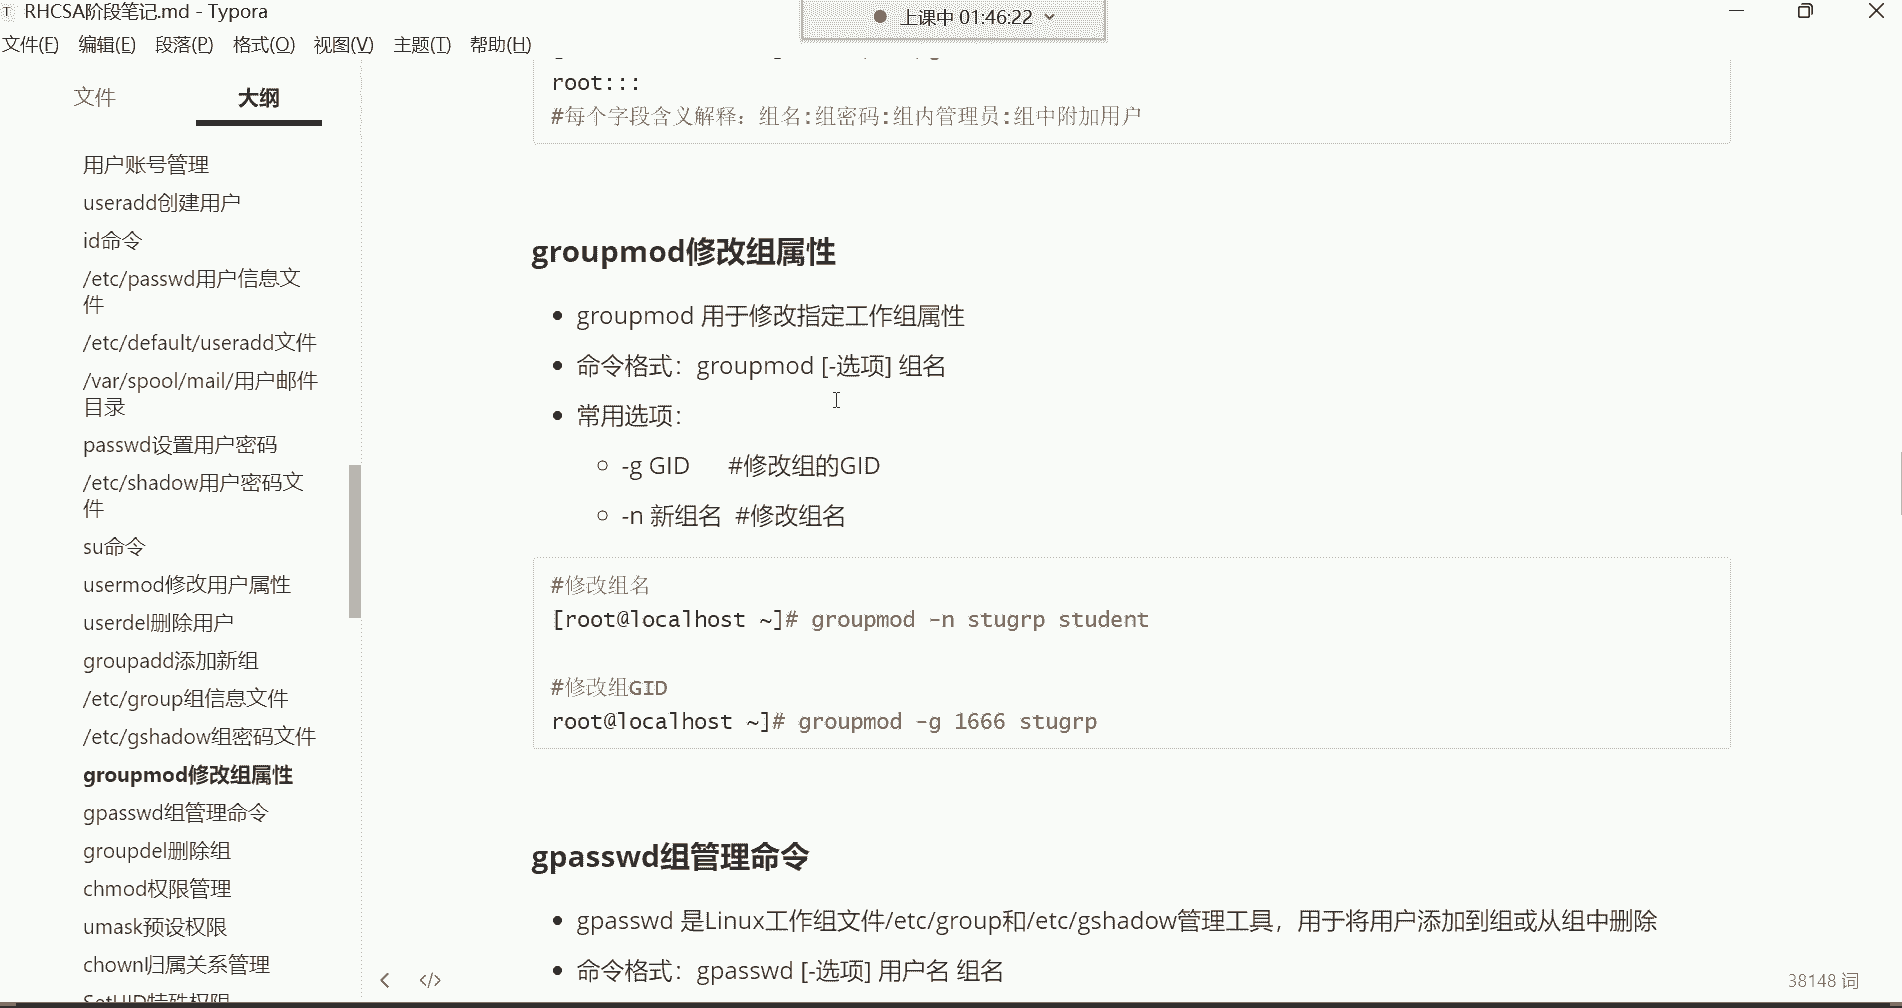 RHCSA阶段笔记.md - Typora
上课中 01:46:22
文件(F) 编辑(E) 段落(P) 格式(O) 视图(V) 主题(T) 帮助(H)
文件 大纲
用户账号管理
useradd创建用户
id命令
/etc/passwd用户信息文
件
/etc/default/useradd文件
/var/spool/mail/用户邮件
目录
passwd设置用户密码
/etc/shadow用户密码文
件
su命令
usermod修改用户属性
userdel删除用户
groupadd添加新组
/etc/group组信息文件
/etc/gshadow组密码文件
groupmod修改组属性
gpasswd组管理命令
groupdel删除组
chmod权限管理
umask预设权限
chown归属关系管理
SetUID特殊权限
root:::
#每个字段含义解释：组名:组密码:组内管理员:组中附加用户
groupmod修改组属性
groupmod 用于修改指定工作组属性
命令格式：groupmod [-选项] 组名
常用选项：
-g GID #修改组的GID
-n 新组名 #修改组名
#修改组名
[root@localhost ~]# groupmod -n stugrp student
#修改组GID
root@localhost ~]# groupmod -g 1666 stugrp
gpasswd组管理命令
gpasswd 是Linux工作组文件/etc/group和/etc/gshadow管理工具，用于将用户添加到组或从组中删除
命令格式：gpasswd [-选项] 用户名 组名
38148 词